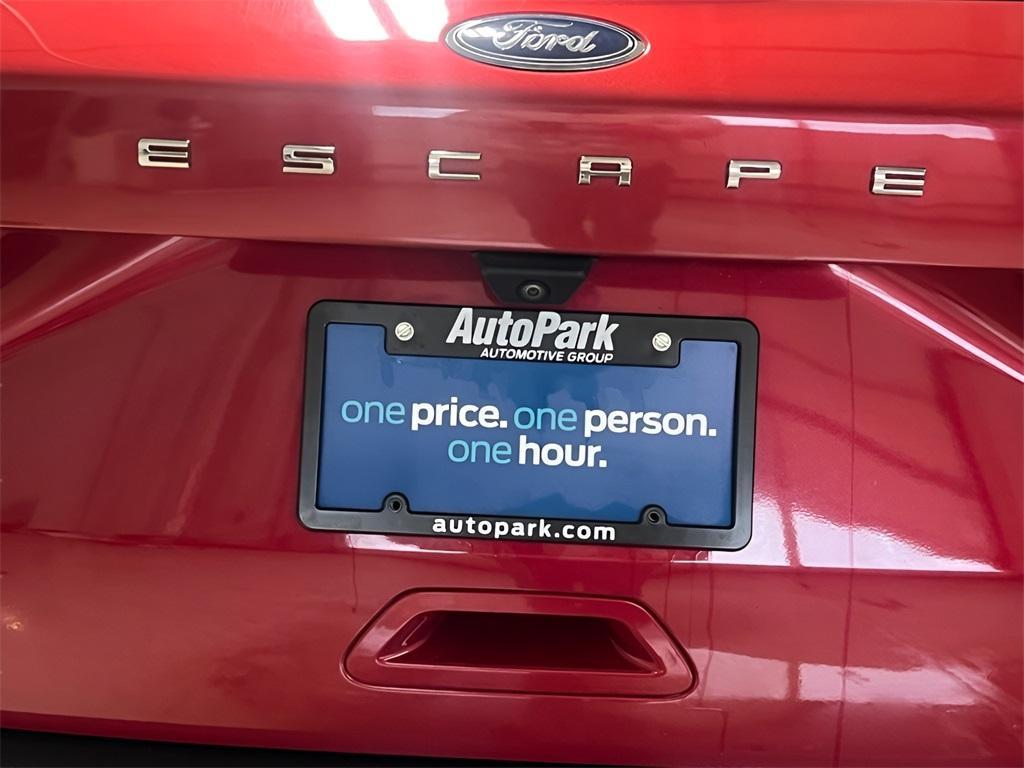 Ford
ESCAPE
AutoPark
AUTOMOTIVE GROUP
one price. one person.
one hour.
autopark.com